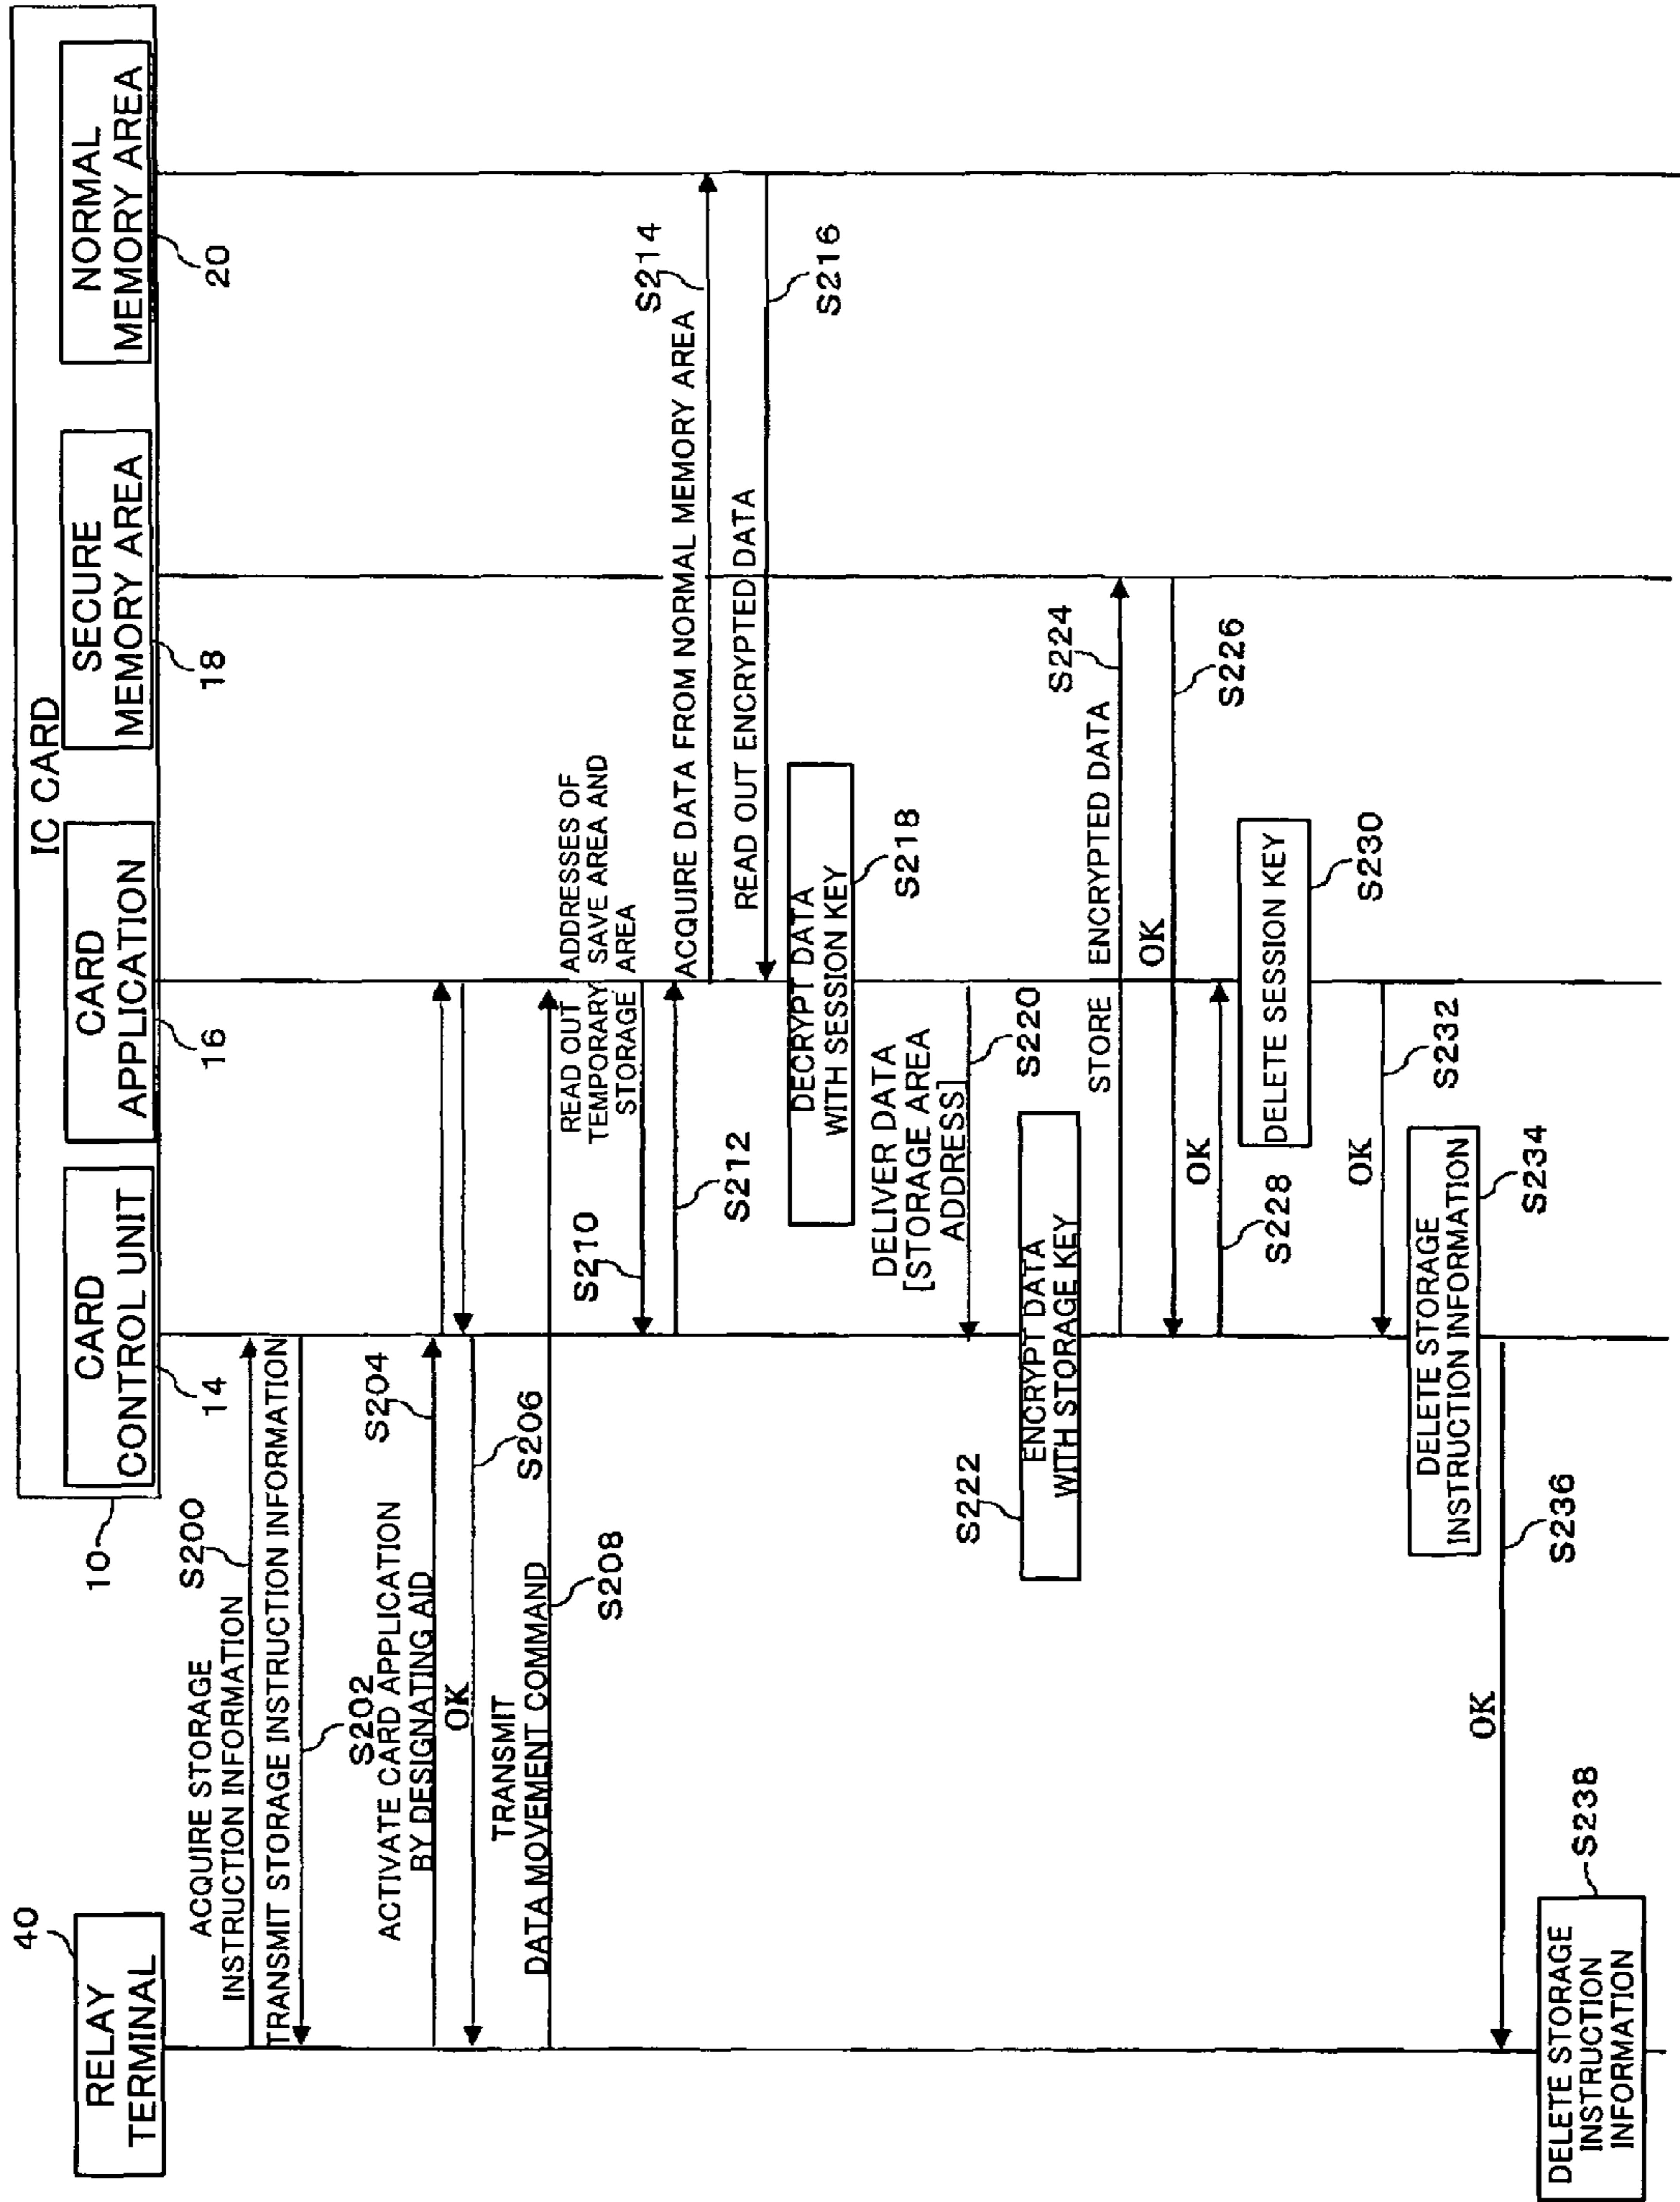 40
RELAY
TERMINAL
IC CARD
10
CARD
CONTROL UNIT
14
CARD
APPLICATION
16
SECURE
MEMORY AREA
18
NORMAL
MEMORY AREA
20
ACQUIRE STORAGE
INSTRUCTION INFORMATION
S200
TRANSMIT STORAGE INSTRUCTION INFORMATION
S202
ACTIVATE CARD APPLICATION
BY DESIGNATING AID
S204
OK
S206
TRANSMIT
DATA MOVEMENT COMMAND
S208
READ OUT ADDRESSES OF
TEMPORARY SAVE AREA AND
STORAGE AREA
S210
S212
ACQUIRE DATA FROM NORMAL MEMORY AREA
S214
READ OUT ENCRYPTED DATA
S216
DECRYPT DATA
WITH SESSION KEY
S218
DELIVER DATA
[STORAGE AREA
ADDRESS]
S220
ENCRYPT DATA
WITH STORAGE KEY
S222
STORE ENCRYPTED DATA
S224
OK
S226
OK
S228
DELETE SESSION KEY
S230
OK
S232
DELETE STORAGE
INSTRUCTION INFORMATION
S234
OK
S236
DELETE STORAGE
INSTRUCTION
INFORMATION
S238